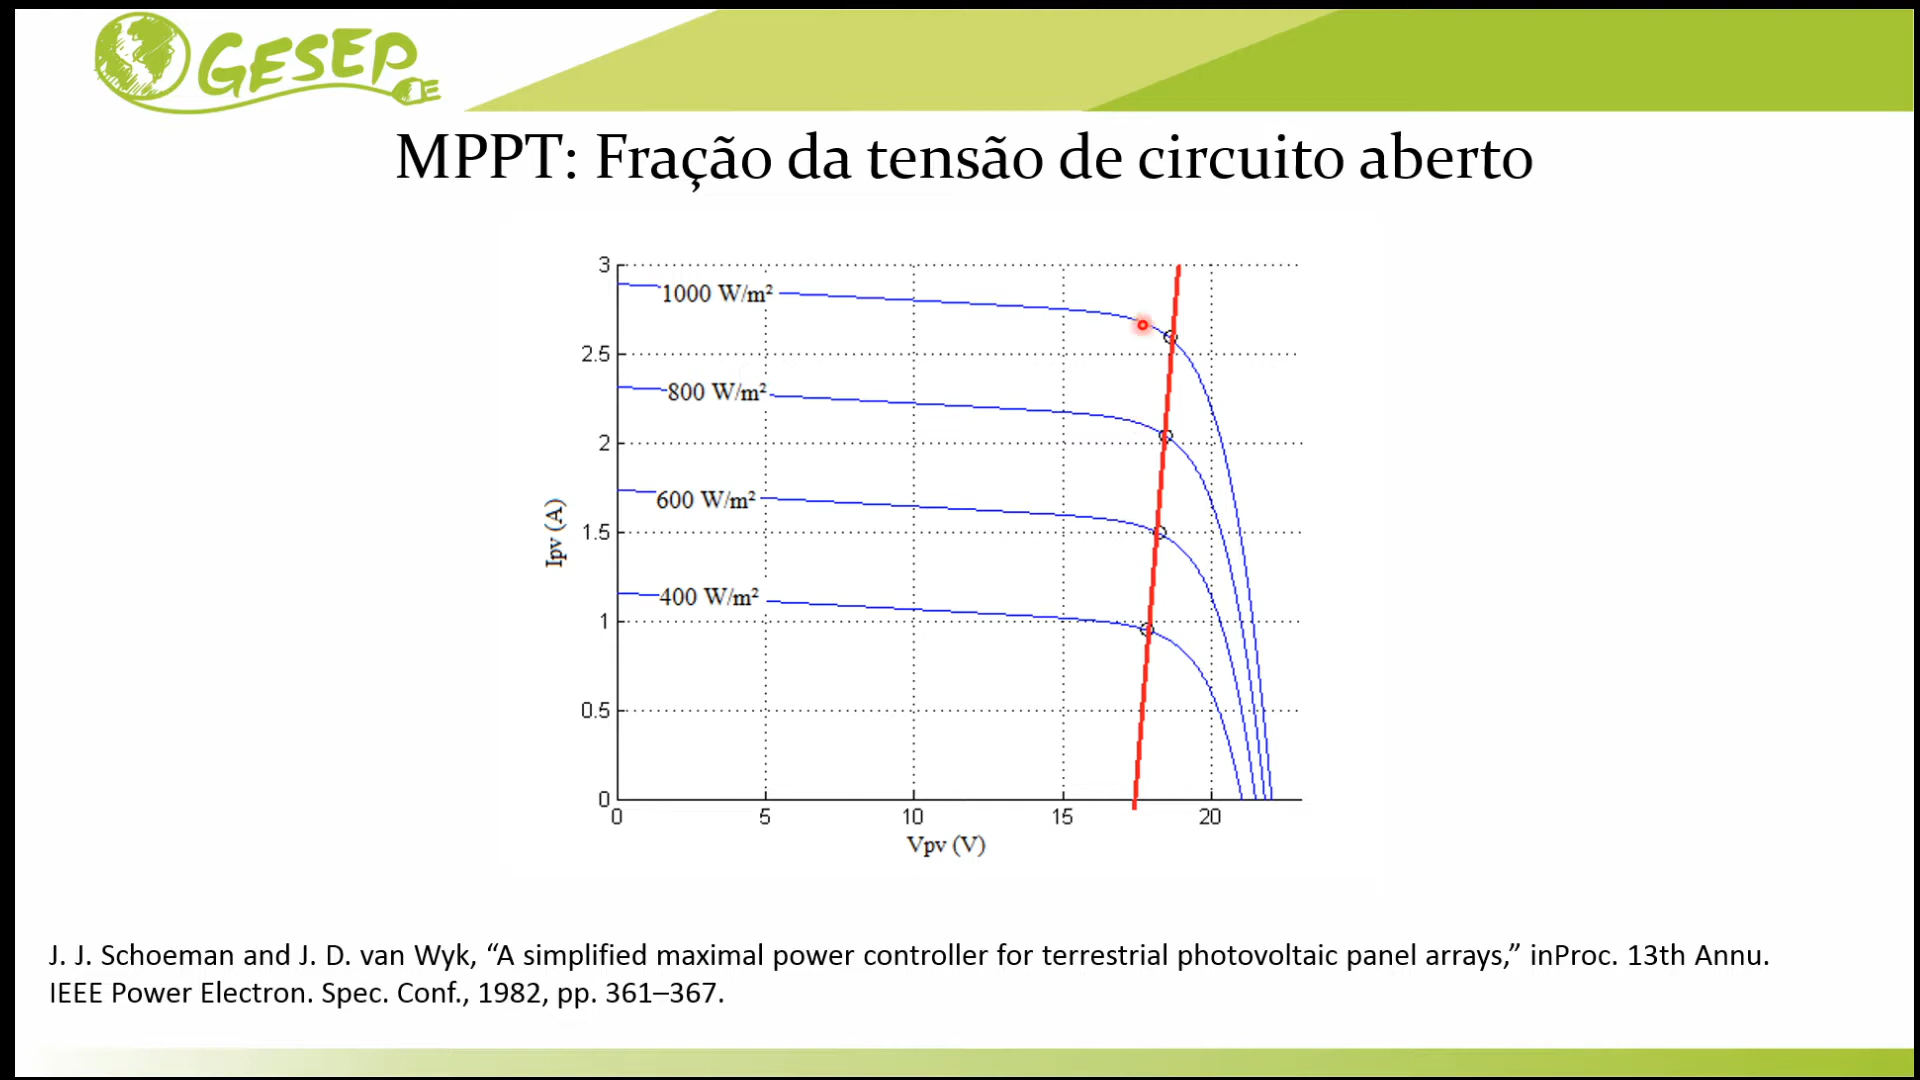 GESEP
MPPT: Fração da tensão de circuito aberto
3
1000 W/m²
2.5
800 W/m²
2
600 W/m²
1.5
Ipv (A)
400 W/m²
1
0.5
0
0 5 10 15 20
Vpv (V)
J. J. Schoeman and J. D. van Wyk, “A simplified maximal power controller for terrestrial photovoltaic panel arrays,” inProc. 13th Annu.
IEEE Power Electron. Spec. Conf., 1982, pp. 361–367.